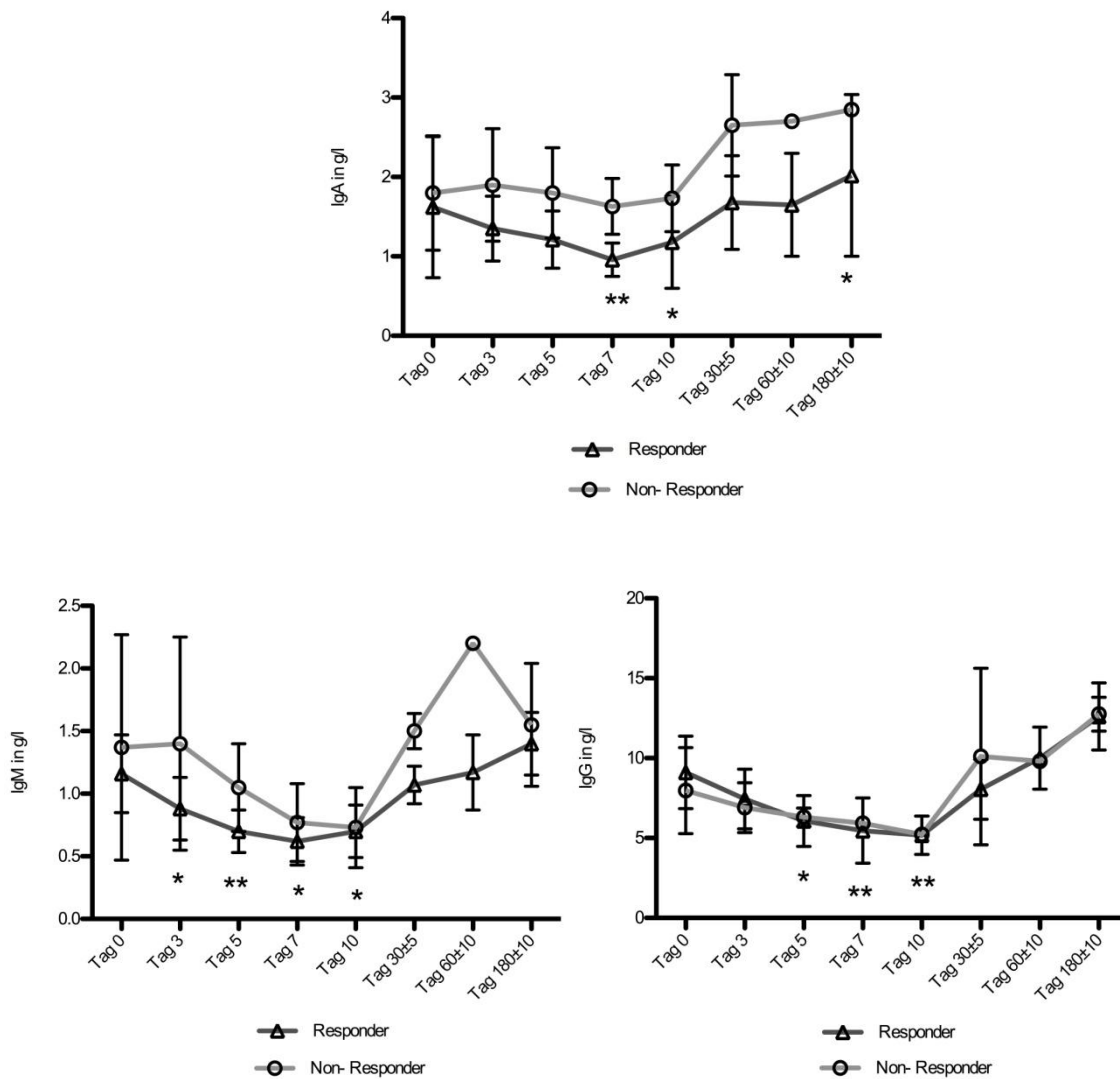 4
3
2
1
0
IgA in g/l
**
*
*
Tag 0
Tag 3
Tag 5
Tag 7
Tag 10
Tag 30±5
Tag 60±10
Tag 180±10
Responder
Non- Responder
2.5
2.0
1.5
1.0
0.5
0.0
IgM in g/l
*
**
*
*
Tag 0
Tag 3
Tag 5
Tag 7
Tag 10
Tag 30±5
Tag 60±10
Tag 180±10
Responder
Non- Responder
20
15
10
5
0
IgG in g/l
*
**
**
Tag 0
Tag 3
Tag 5
Tag 7
Tag 10
Tag 30±5
Tag 60±10
Tag 180±10
Responder
Non- Responder